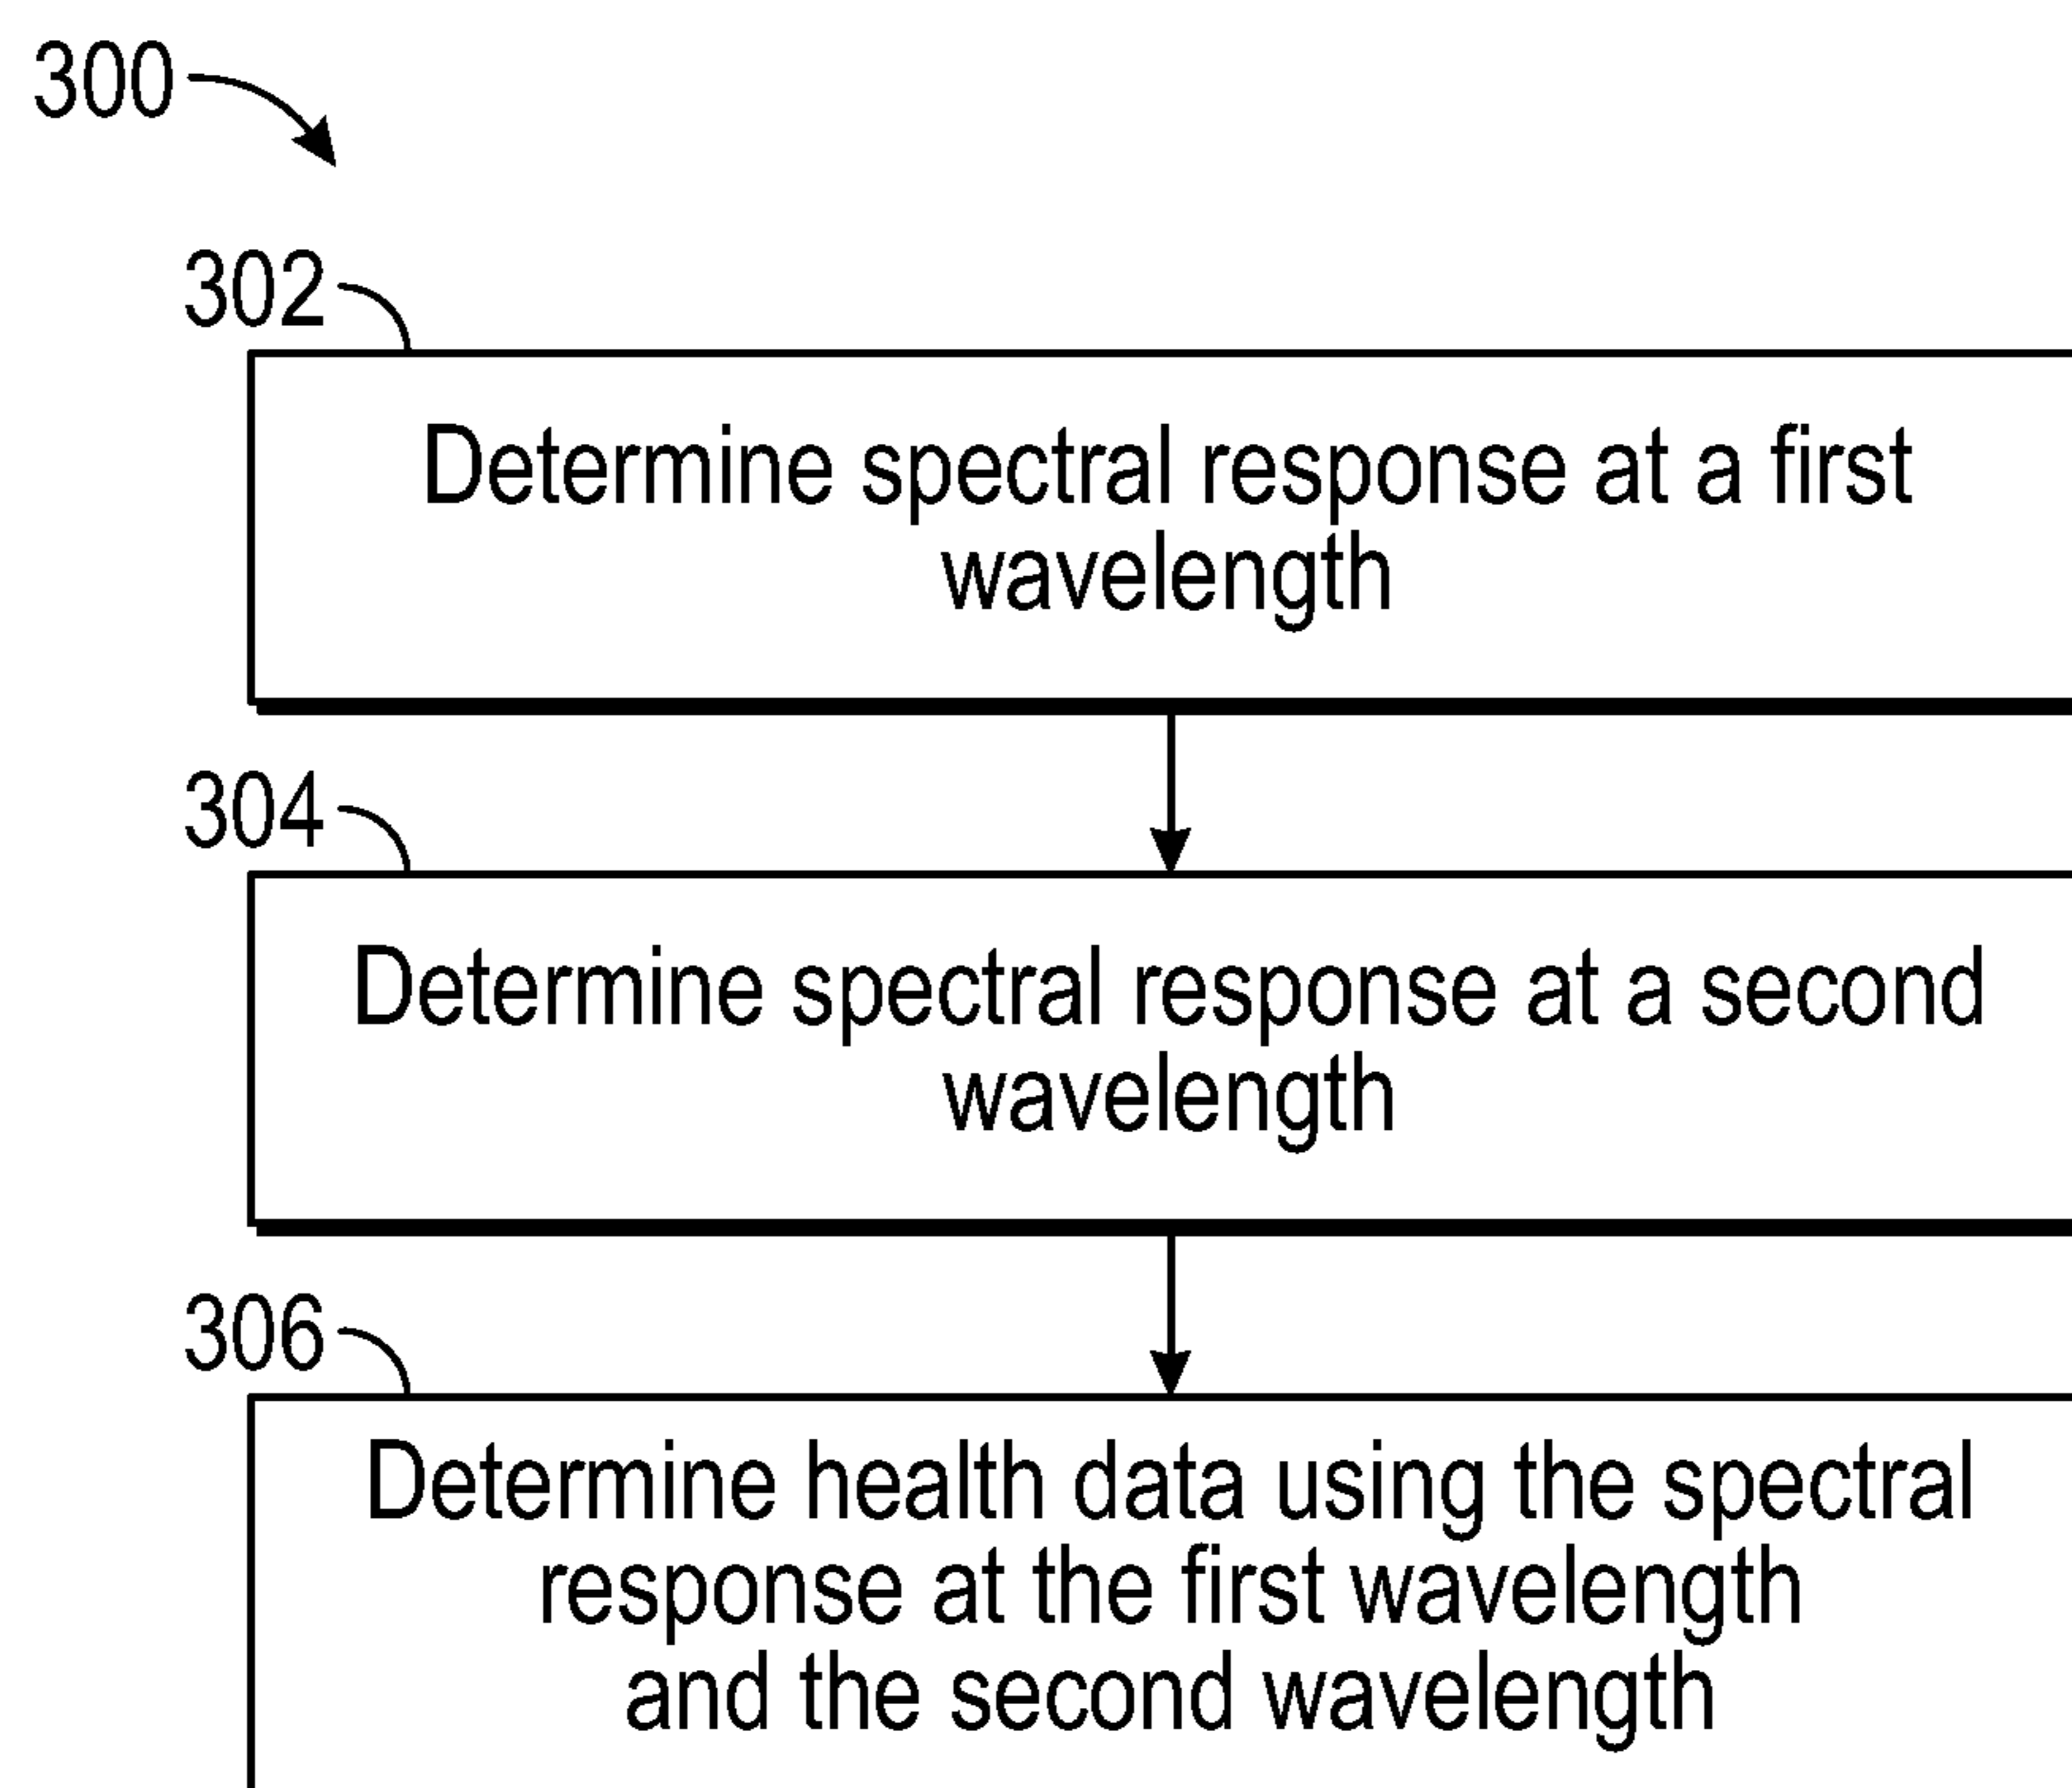 300
302
Determine spectral response at a first
wavelength
304
Determine spectral response at a second
wavelength
306
Determine health data using the spectral
response at the first wavelength
and the second wavelength